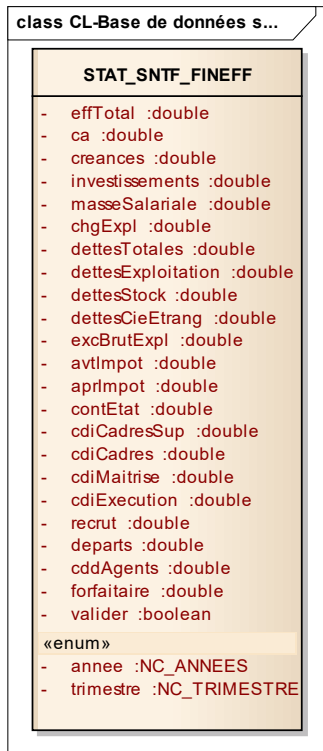 class CL-Base de données s...
STAT_SNTF_FINEFF
- effTotal :double
- ca :double
- creances :double
- investissements :double
- masseSalariale :double
- chgExpl :double
- dettesTotales :double
- dettesExploitation :double
- dettesStock :double
- dettesCieEtrang :double
- excBrutExpl :double
- avtImpot :double
- aprImpot :double
- contEtat :double
- cdiCadresSup :double
- cdiCadres :double
- cdiMaitrise :double
- cdiExecution :double
- recrut :double
- departs :double
- cddAgents :double
- forfaitaire :double
- valider :boolean
«enum»
- annee :NC_ANNEES
- trimestre :NC_TRIMESTRE